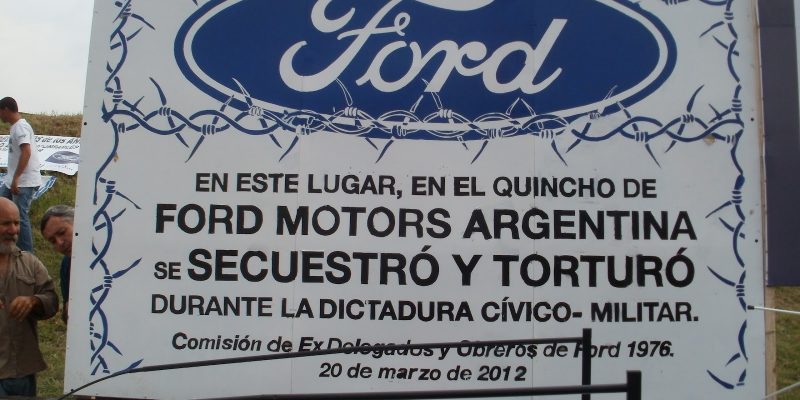 Ford
EN ESTE LUGAR, EN EL QUINCHO DE
FORD MOTORS ARGENTINA
SE SECUESTRÓ Y TORTURÓ
DURANTE LA DICTADURA CÍVICO- MILITAR.
Comisión de Ex Delegados y Obreros de Ford 1976.
20 de marzo de 2012